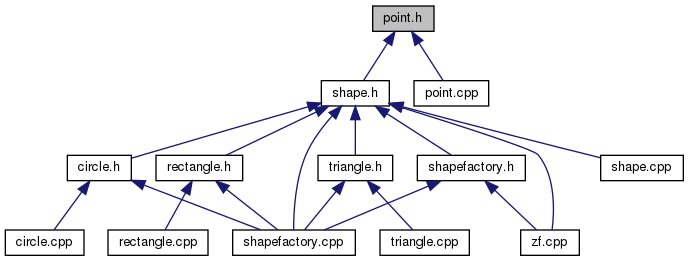 point.h
shape.h
point.cpp
circle.h
rectangle.h
triangle.h
shapefactory.h
shape.cpp
circle.cpp
rectangle.cpp
shapefactory.cpp
triangle.cpp
zf.cpp